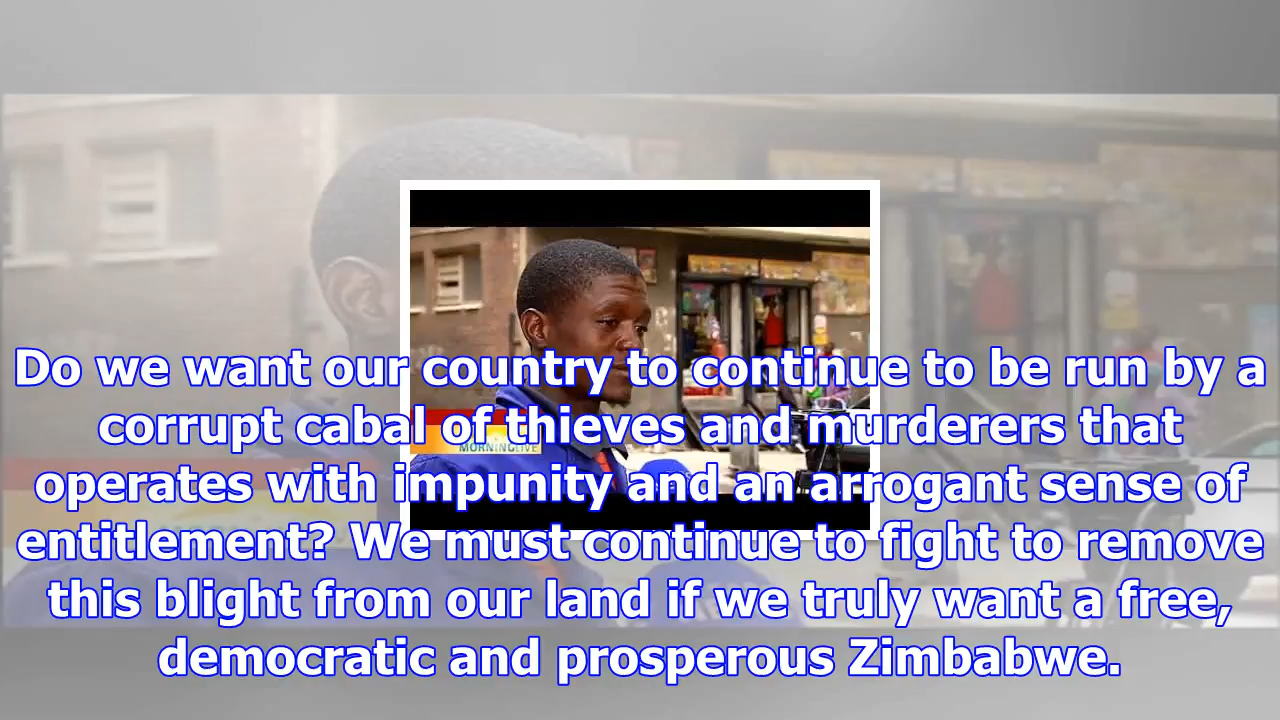 Do we want our country to continue to be run by a
corrupt cabal of thieves and murderers that
MORNINGLIVE
operates with impunity and an arrogant sense of
entitlement? We must continue to fight to remove
this blight from our land if we truly want a free,
democratic and prosperous Zimbabwe.